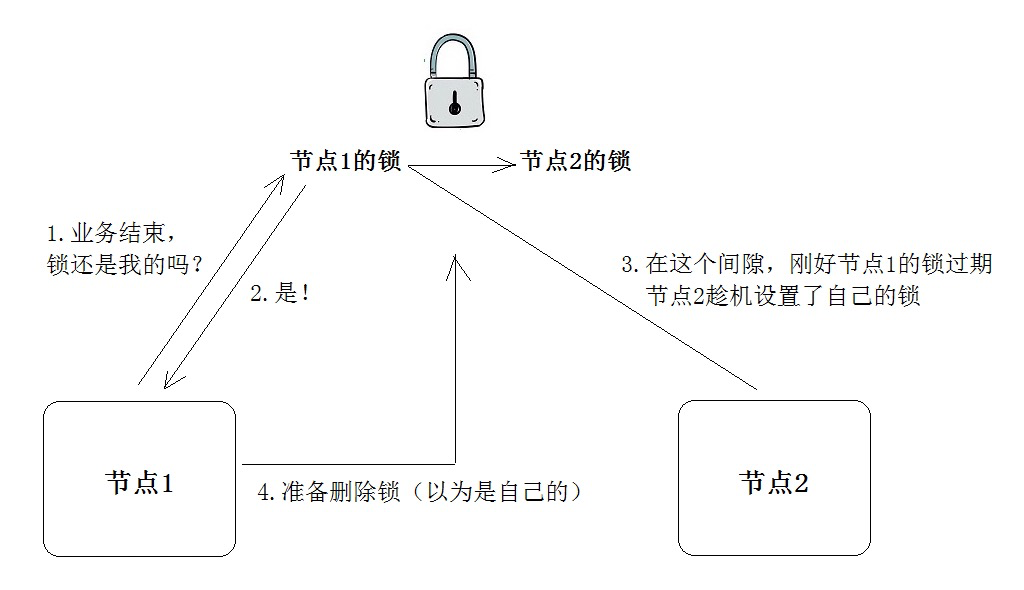 节点1的锁
节点2的锁
1.业务结束，
锁还是我的吗？
2.是！
3.在这个间隙，刚好节点1的锁过期
节点2趁机设置了自己的锁
节点1
节点2
4.准备删除锁（以为是自己的）